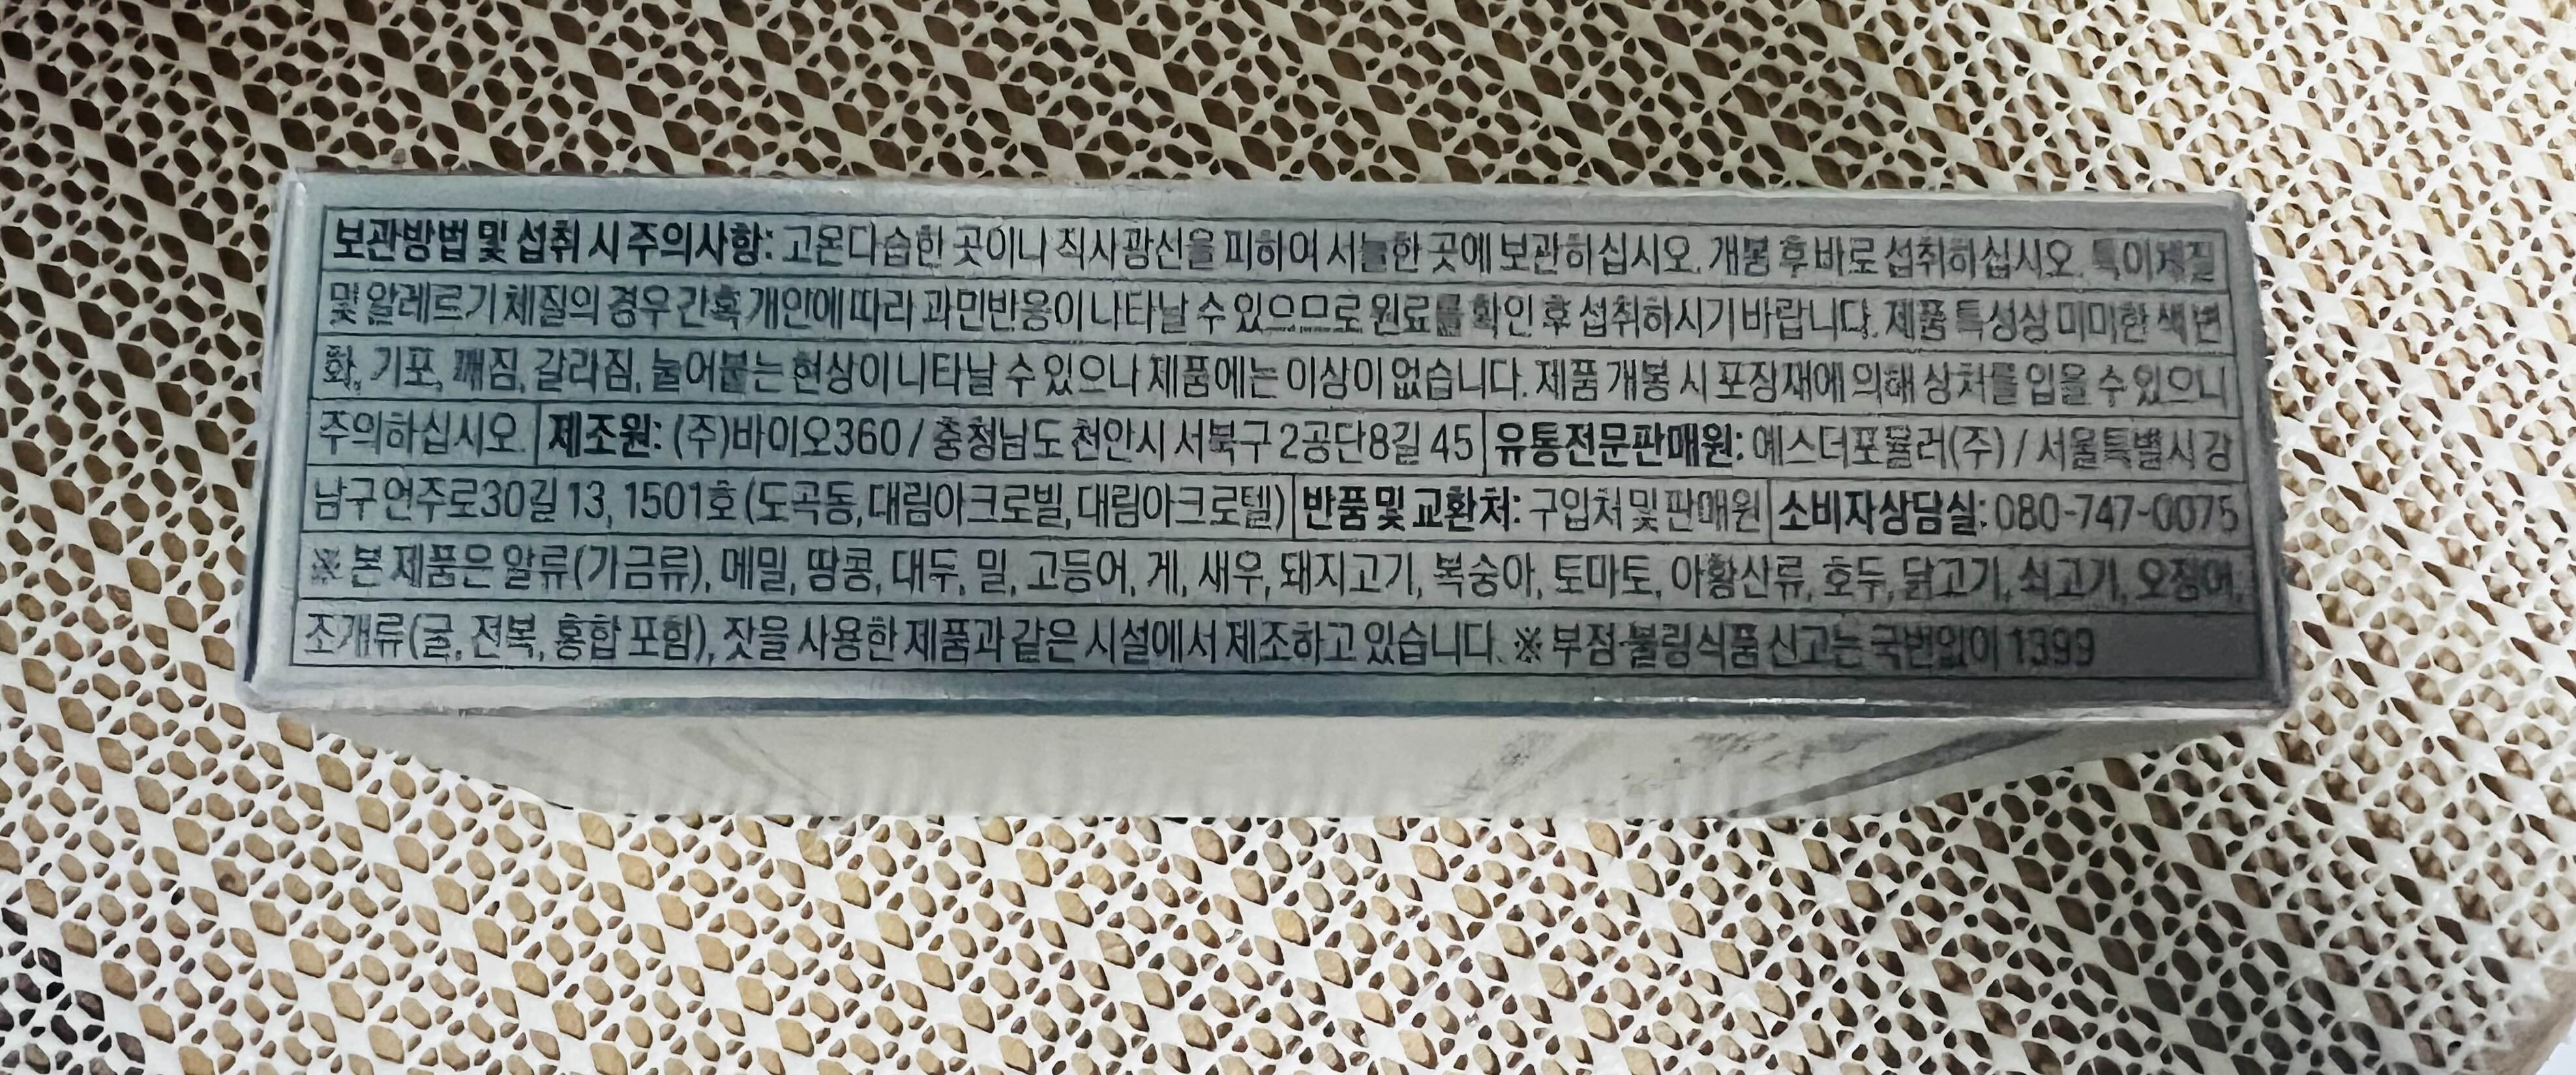 보관방법 및 섭취 시 주의사항: 고온다습한 곳이나 직사광선을 피하여 서늘한 곳에 보관하십시오. 개봉 후 바로 섭취하십시오. 특이체질
및 알레르기 체질의 경우 간혹 개인에 따라 과민반응이 나타날 수 있으므로 원료를 확인 후 섭취하시기 바랍니다. 제품 특성상 미미한 색 변
화, 기포, 깨짐, 갈라짐, 눌어붙는 현상이 나타날 수 있으나 제품에는 이상이 없습니다. 제품 개봉 시 포장재에 의해 상처를 입을 수 있으니
주의하십시오. 제조원: (주)바이오360 / 충청남도 천안시 서북구 2공단8길 45 유통전문판매원: 에스더포뮬러(주) / 서울특별시 강
남구 언주로30길 13, 1501호 (도곡동, 대림아크로빌, 대림아크로텔) 반품 및 교환처: 구입처 및 판매원 소비자상담실: 080-747-0075
※ 본 제품은 알류(가금류), 메밀, 땅콩, 대두, 밀, 고등어, 게, 새우, 돼지고기, 복숭아, 토마토, 아황산류, 호두, 닭고기, 쇠고기, 오징어,
조개류(굴, 전복, 홍합 포함), 잣을 사용한 제품과 같은 시설에서 제조하고 있습니다. ※ 부정·불량식품 신고는 국번없이 1399